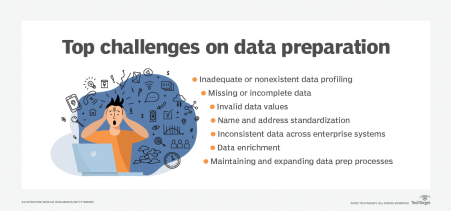 Top challenges on data preparation
Inadequate or nonexistent data profiling
Missing or incomplete data
Invalid data values
Name and address standardization
Inconsistent data across enterprise systems
Data enrichment
Maintaining and expanding data prep processes
TechTarget